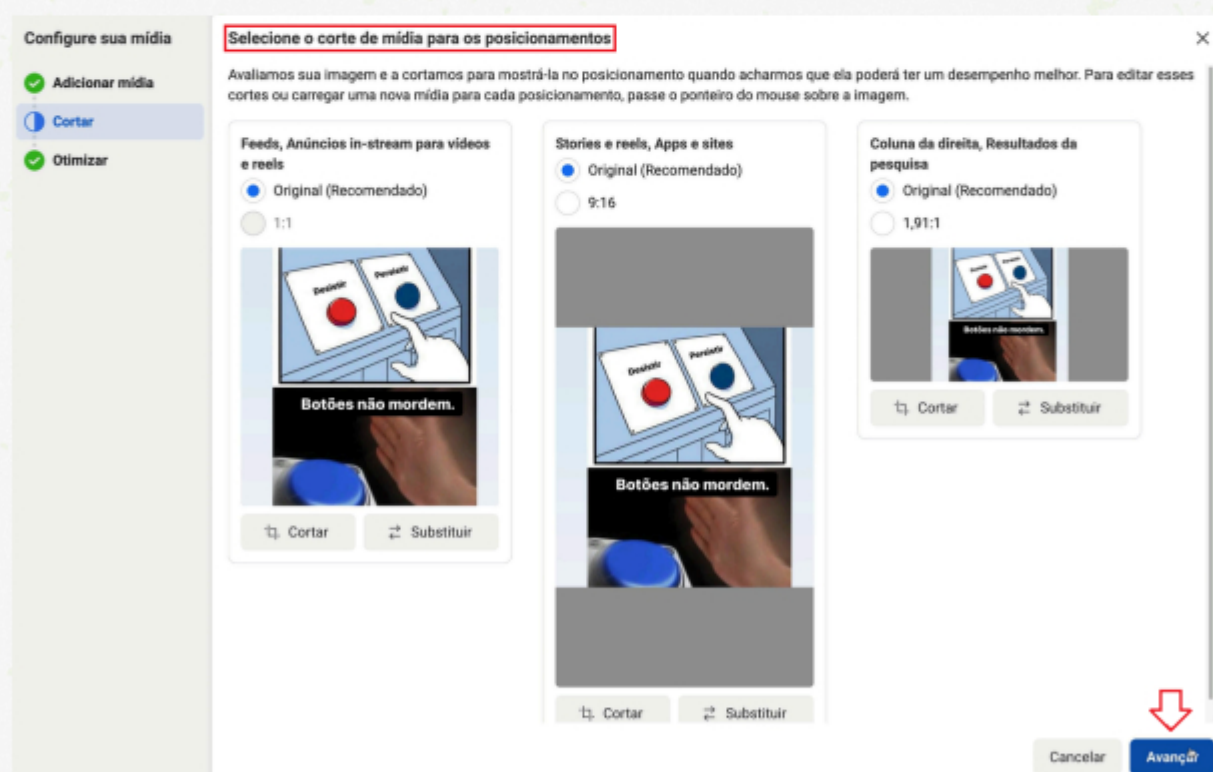 Configure sua mídia
Adicionar mídia
Cortar
Otimizar
Selecione o corte de mídia para os posicionamentos
Avaliamos sua imagem e a cortamos para mostrá-la no posicionamento quando acharmos que ela poderá ter um desempenho melhor. Para editar esses
cortes ou carregar uma nova mídia para cada posicionamento, passe o ponteiro do mouse sobre a imagem.
Feeds, Anúncios in-stream para vídeos
e reels
Original (Recomendado)
1:1
Desistir
Persistir
Botões não mordem.
Cortar
Substituir
Stories e reels, Apps e sites
Original (Recomendado)
9:16
Desistir
Persistir
Botões não mordem.
Cortar
Substituir
Coluna da direita, Resultados da
pesquisa
Original (Recomendado)
1,91:1
Desistir
Persistir
Botões não mordem.
Cortar
Substituir
Cancelar
Avançar